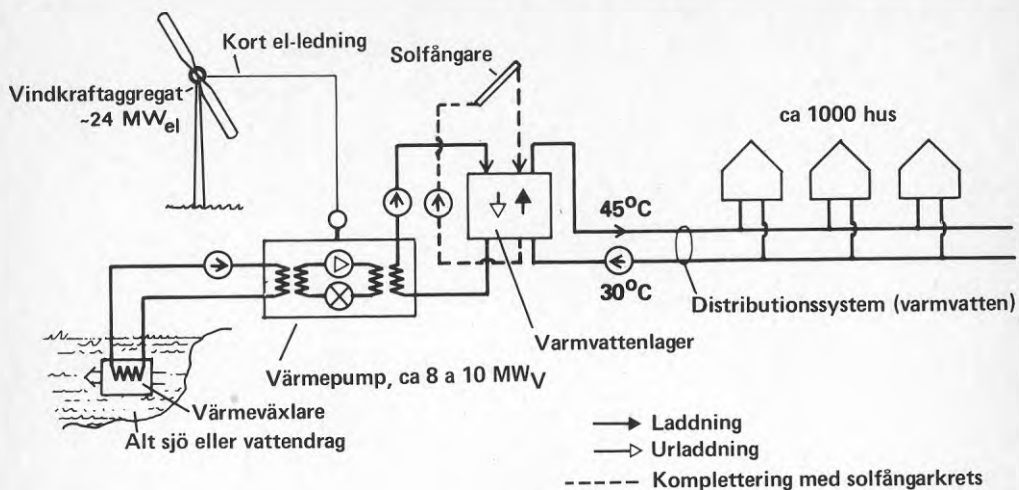 Kort el-ledning
Solfångare
Vindkraftaggregat
~24 MWel
ca 1000 hus
45°C
30°C
Distributionssystem (varmvatten)
Varmvattenlager
Värmepump, ca 8 a 10 MWV
Värmeväxlare
Alt sjö eller vattendrag
Laddning
Urladdning
Komplettering med solfångarkrets